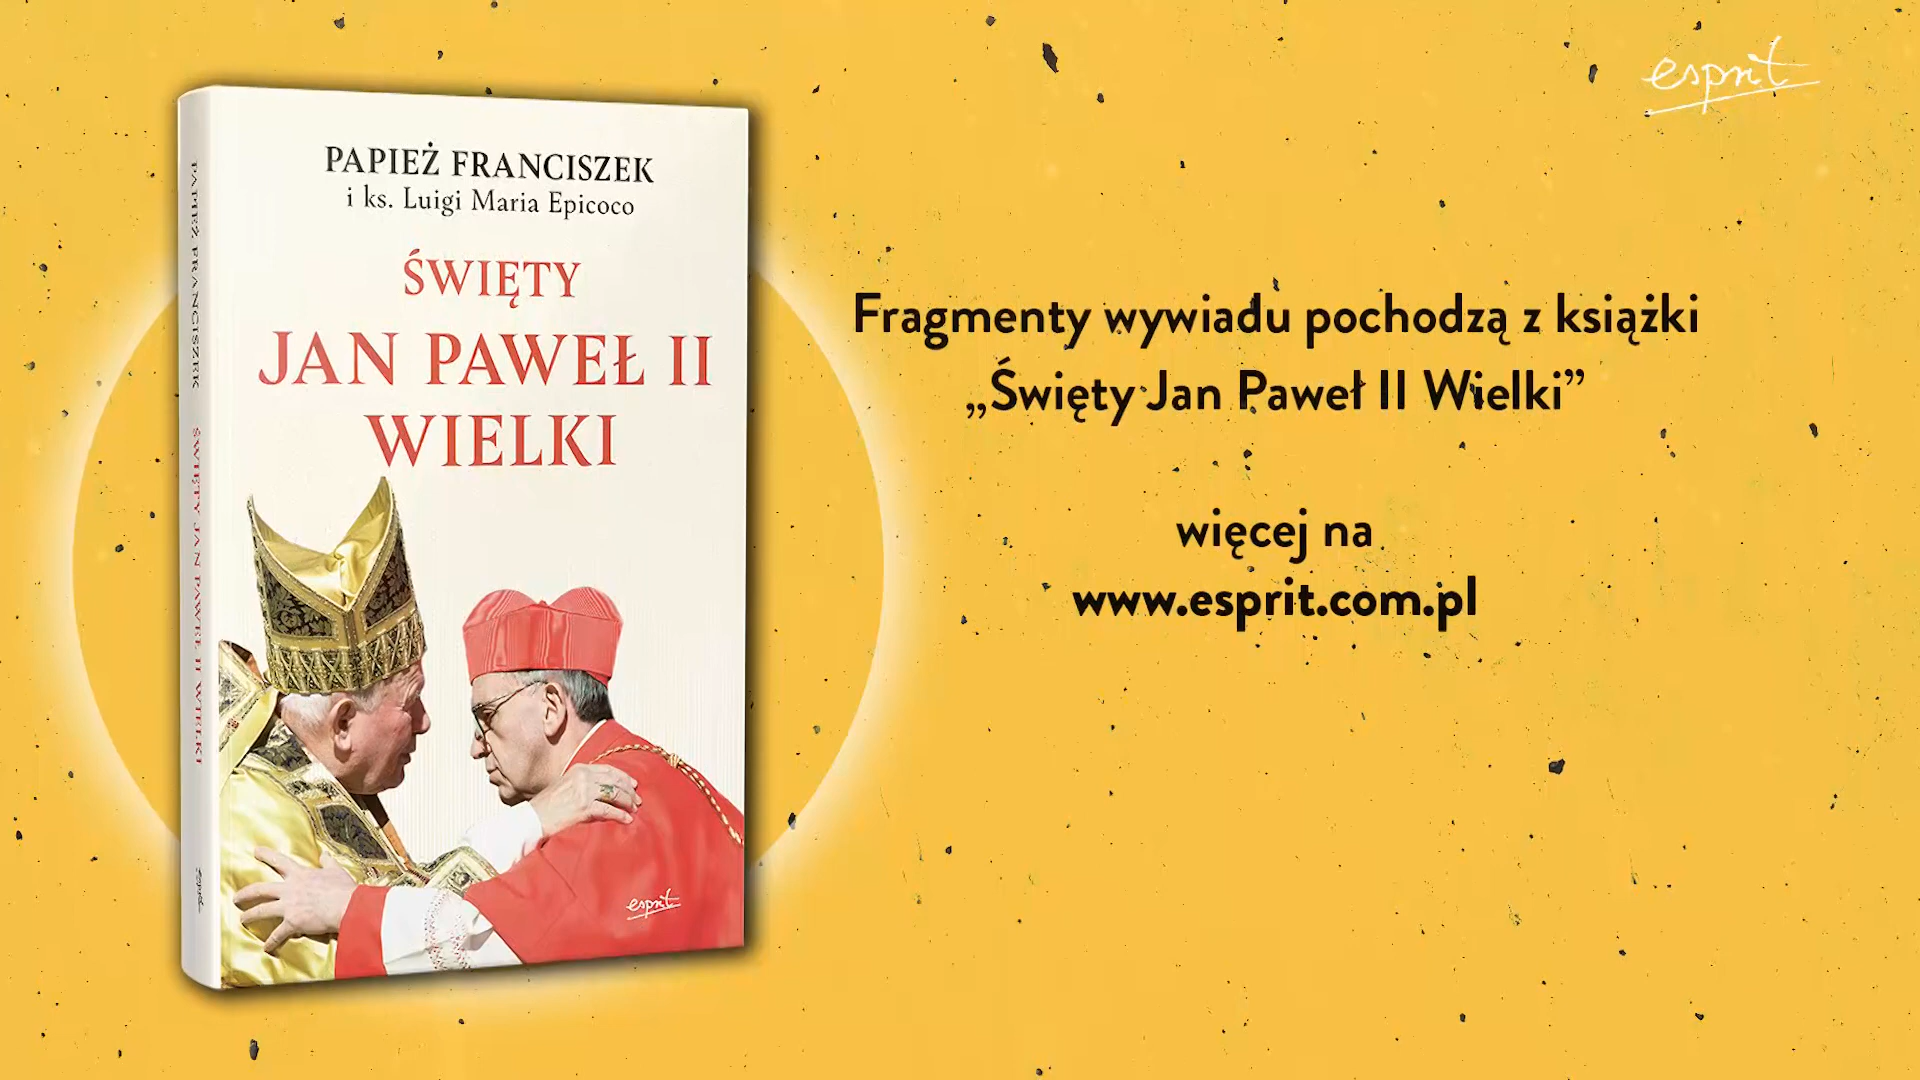 PAPIEŻ FRANCISZEK
i ks. Luigi Maria Epicoco
ŚWIĘTY
JAN PAWEŁ II
WIELKI
esprit
PAPIEŻ FRANCISZEK ŚWIĘTY JAN PAWEŁ II WIELKI esprit
esprit
Fragmenty wywiadu pochodzą z książki
„Święty Jan Paweł II Wielki”
więcej na
www.esprit.com.pl